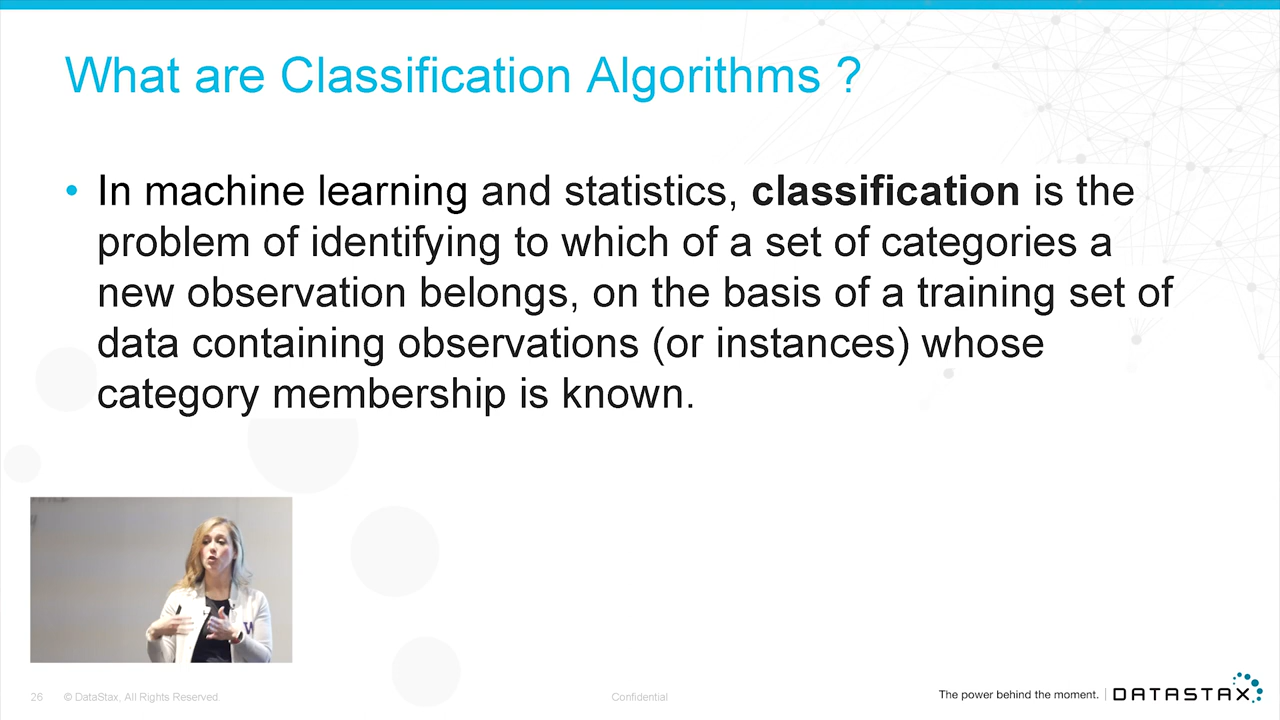 What are Classification Algorithms ?
• In machine learning and statistics, classification is the
problem of identifying to which of a set of categories a
new observation belongs, on the basis of a training set of
data containing observations (or instances) whose
category membership is known.
26 © DataStax, All Rights Reserved. Confidential The power behind the moment. | DATASTAX